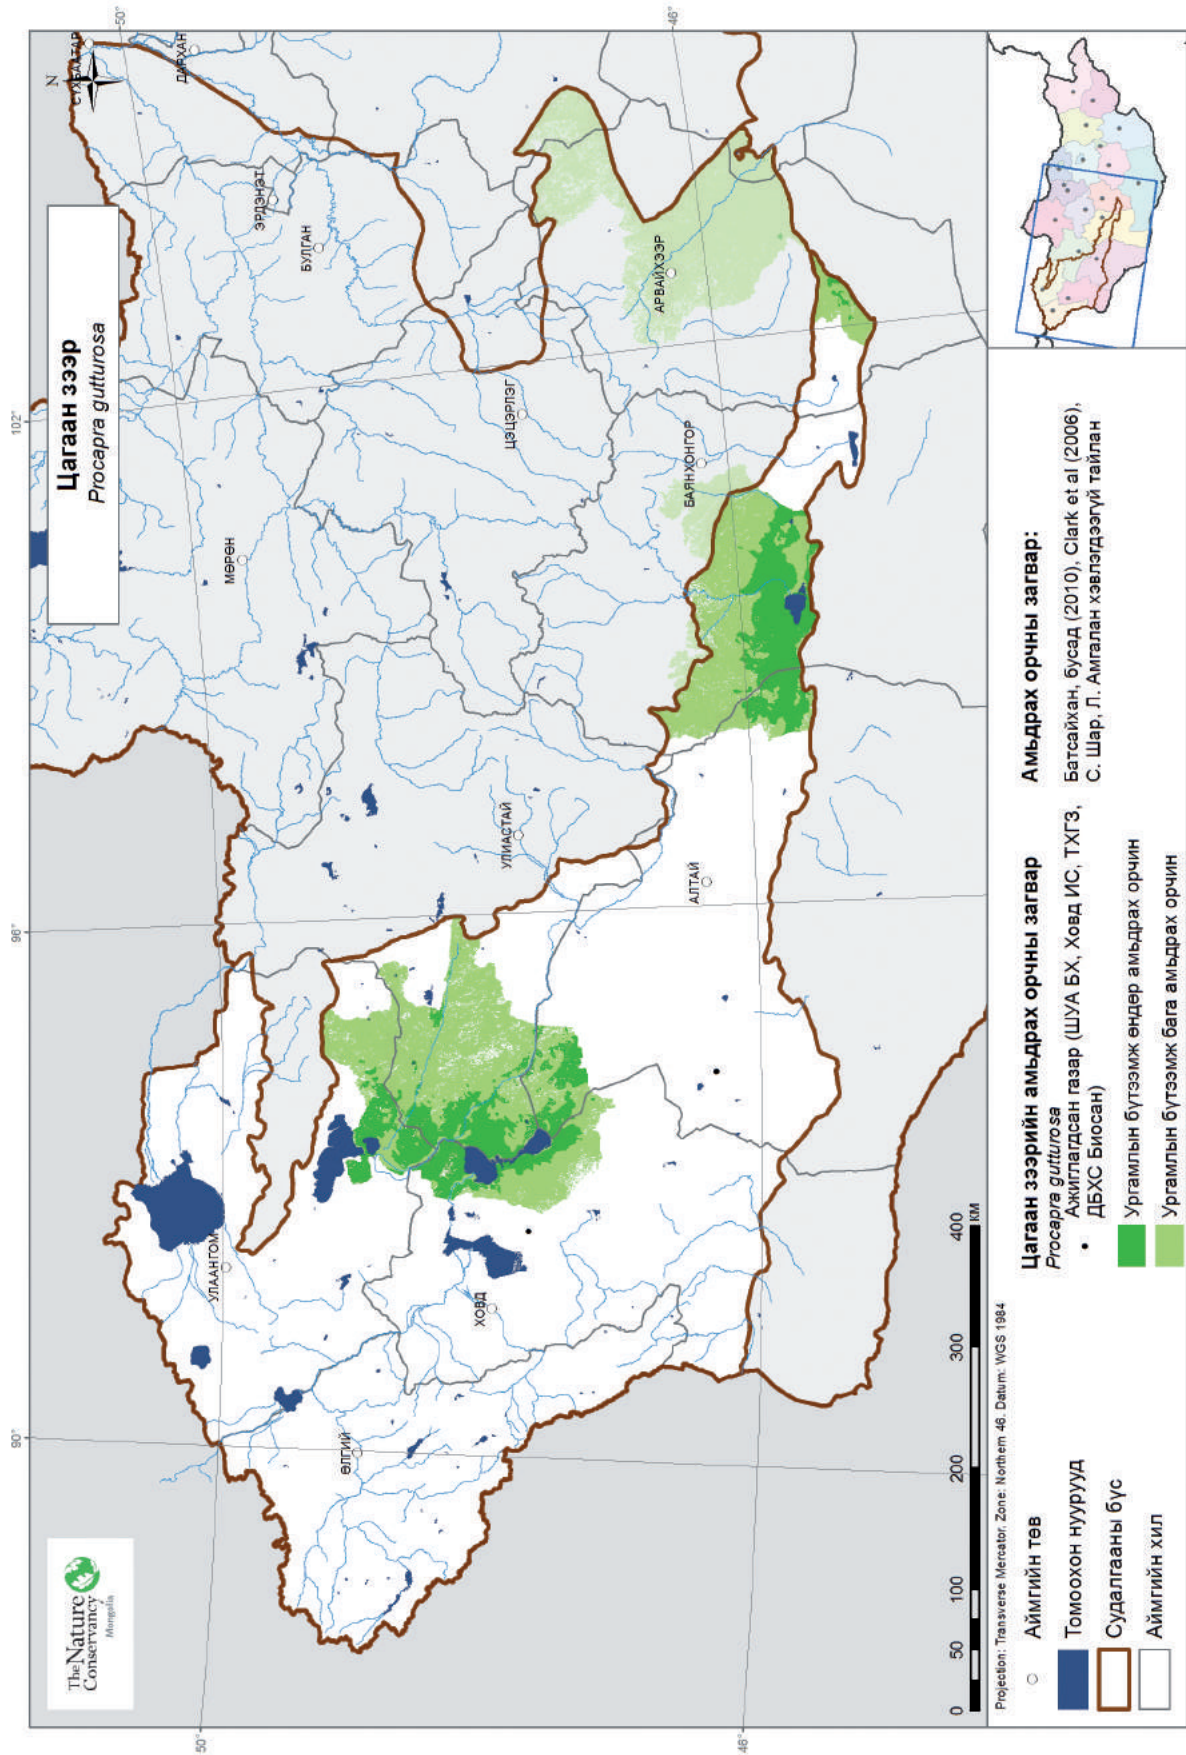 The Nature
Conservancy
Mongolia
Цагаан зээр
Procapra gutturosa
N
90°
96°
102°
50°
46°
50°
46°
СҮХБААТАР
ДАРХАН
ЭРДЭНЭТ
БУЛГАН
МӨРӨН
УЛААНГОМ
ӨЛГИЙ
ХОВД
УЛИАСТАЙ
ЦЭЦЭРЛЭГ
АРВАЙХЭЭР
БАЯНХОНГОР
АЛТАЙ
0 50 100 200 300 400
КМ
Projection: Transverse Mercator, Zone: Northern 46. Datum: WGS 1984
Аймгийн төв
Томоохон нуурууд
Судалгааны бүс
Аймгийн хил
Цагаан зээрийн амьдрах орчны загвар
Procapra gutturosa
Ажиглагдсан газар (ШУА БХ, Ховд ИС, ТХГЗ,
ДБХС Биосан)
Ургамлын бүтээмж өндөр амьдрах орчин
Ургамлын бүтээмж бага амьдрах орчин
Амьдрах орчны загвар:
Батсайхан, бусад (2010), Clark et al (2006),
С. Шар, Л. Амгалан хэвлэгдээгүй тайлан